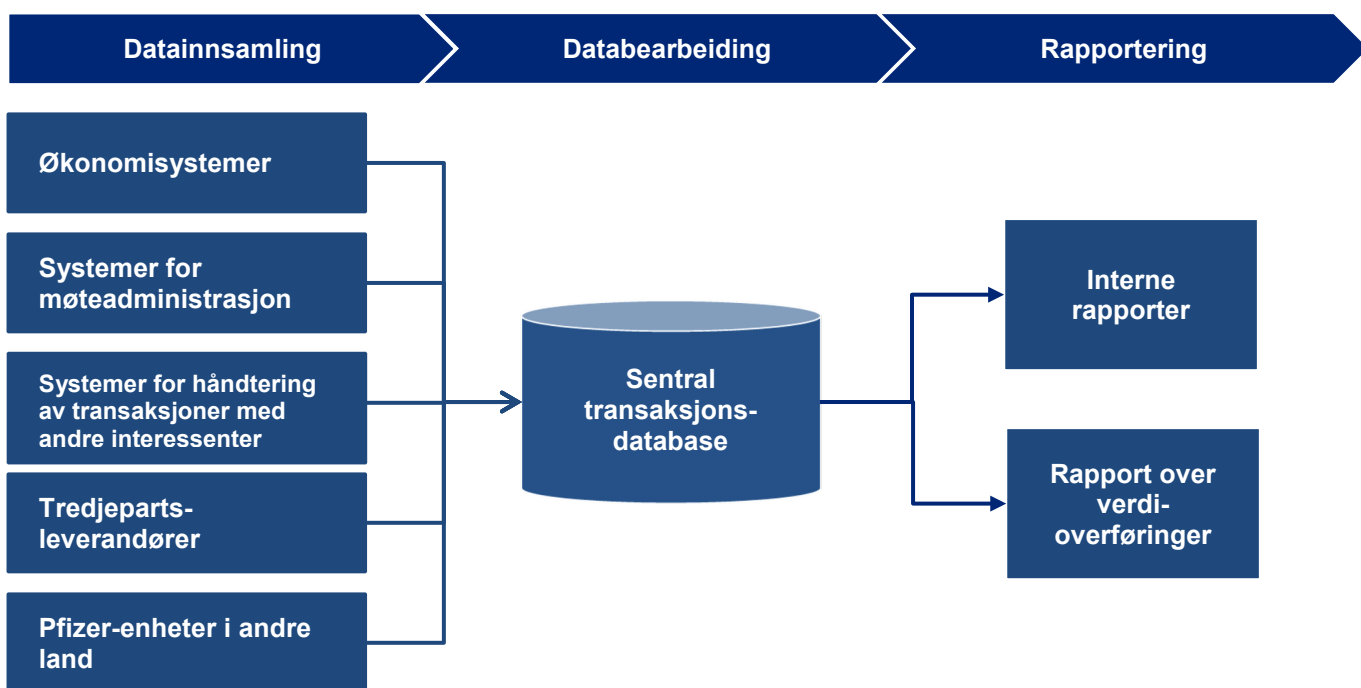 Datainnsamling
Databearbeiding
Rapportering
Økonomisystemer
Systemer for
møteadministrasjon
Systemer for håndtering
av transaksjoner med
andre interessenter
Tredjeparts-
leverandører
Pfizer-enheter i andre
land
Sentral
transaksjons-
database
Interne
rapporter
Rapport over
verdi-
overføringer